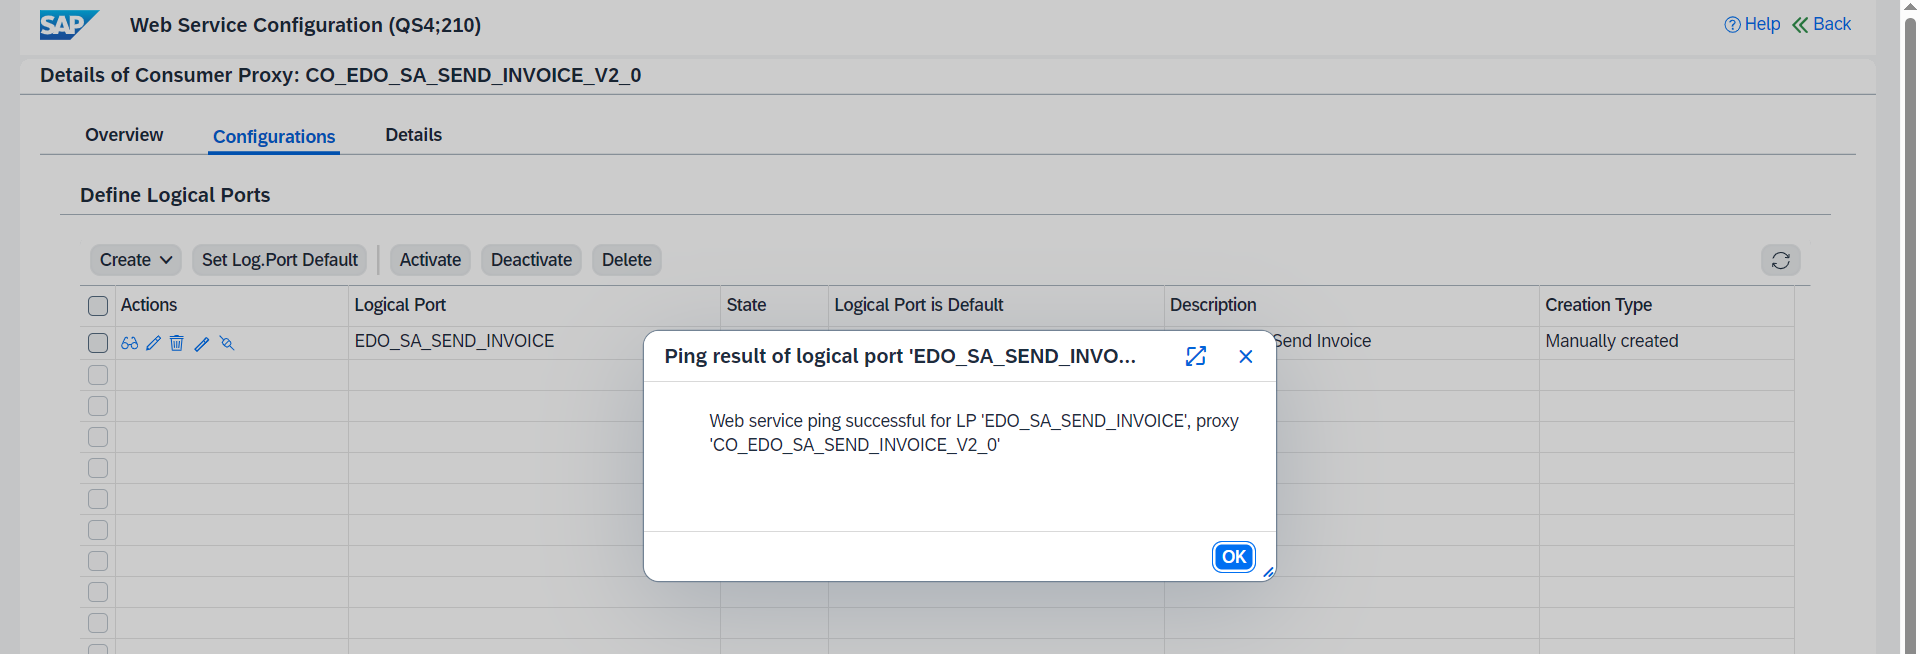 SAP Web Service Configuration (QS4;210) Help Back
Details of Consumer Proxy: CO_EDO_SA_SEND_INVOICE_V2_0
Overview Configurations Details
Define Logical Ports
Create Set Log.Port Default Activate Deactivate Delete
Actions Logical Port State Logical Port is Default Description Creation Type
EDO_SA_SEND_INVOICE Send Invoice Manually created
Ping result of logical port 'EDO_SA_SEND_INVO...
Web service ping successful for LP 'EDO_SA_SEND_INVOICE', proxy
'CO_EDO_SA_SEND_INVOICE_V2_0'
OK